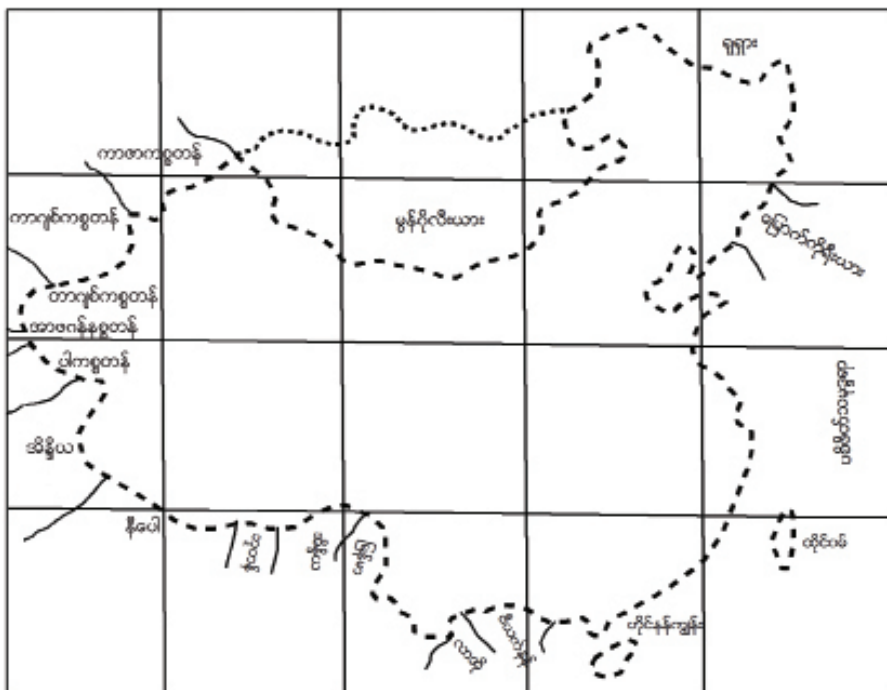 ရုရှား
ကာဇာကစ္စတန်
ကာဂျစ်ကစ္စတန်
မွန်ဂိုလီးယား
မြောက်ကိုရီးယား
တာဂျစ်ကစ္စတန်
အာဖဂန်နစ္စတန်
ပါကစ္စတန်
ပစိဖိတ်သမုဒ္ဒရာ
အိန္ဒိယ
နီပေါ
ထိုင်ဝမ်
ဟိုင်နန်ကျွန်း
ဗီယက်နမ်
လာအို